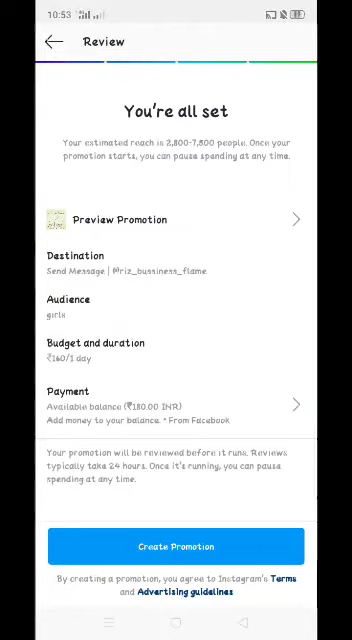 10:53
Review
You're all set
Your estimated reach is 2,800-7,500 people. Once your
promotion starts, you can pause spending at any time.
Preview Promotion
Destination
Send Message | @riz_bussiness_flame
Audience
girls
Budget and duration
₹160/1 day
Payment
Available balance (₹180.00 INR)
Add money to your balance. • From Facebook
Your promotion will be reviewed before it runs. Reviews
typically take 24 hours. Once it's running, you can pause
spending at any time.
Create Promotion
By creating a promotion, you agree to Instagram's Terms
and Advertising guidelines